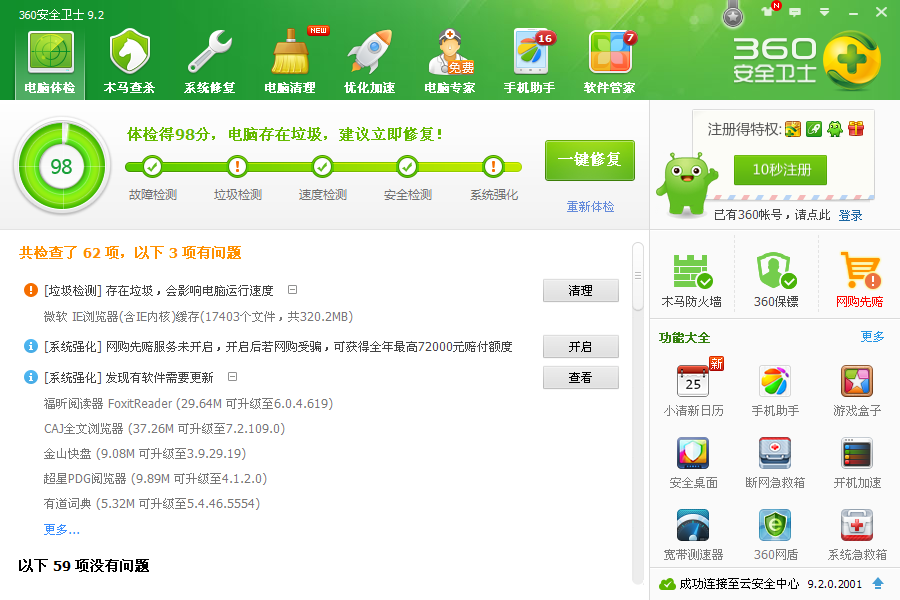 360安全卫士 9.2
N
电脑体检
木马查杀
系统修复
NEW
电脑清理
优化加速
免费
电脑专家
16
手机助手
7
软件管家
360
安全卫士
98
体检得98分，电脑存在垃圾，建议立即修复！
故障检测
垃圾检测
速度检测
安全检测
系统强化
一键修复
重新体检
注册得特权:
10秒注册
已有360帐号，请点此 登录
共检查了 62 项，以下 3 项有问题
[垃圾检测] 存在垃圾，会影响电脑运行速度
清理
微软 IE浏览器(含IE内核)缓存(17403个文件，共320.2MB)
[系统强化] 网购先赔服务未开启，开启后若网购受骗，可获得全年最高72000元赔付额度
开启
[系统强化] 发现有软件需要更新
查看
福昕阅读器 FoxitReader (29.64M 可升级至6.0.4.619)
CAJ全文浏览器 (37.26M 可升级至7.2.109.0)
金山快盘 (9.08M 可升级至3.9.29.19)
超星PDG阅览器 (9.89M 可升级至4.1.2.0)
有道词典 (5.32M 可升级至5.4.46.5554)
更多...
以下 59 项没有问题
木马防火墙
360保镖
网购先赔
功能大全
更多
25
新
小清新日历
手机助手
游戏盒子
安全桌面
断网急救箱
开机加速
宽带测速器
360网盾
系统急救箱
成功连接至云安全中心 9.2.0.2001